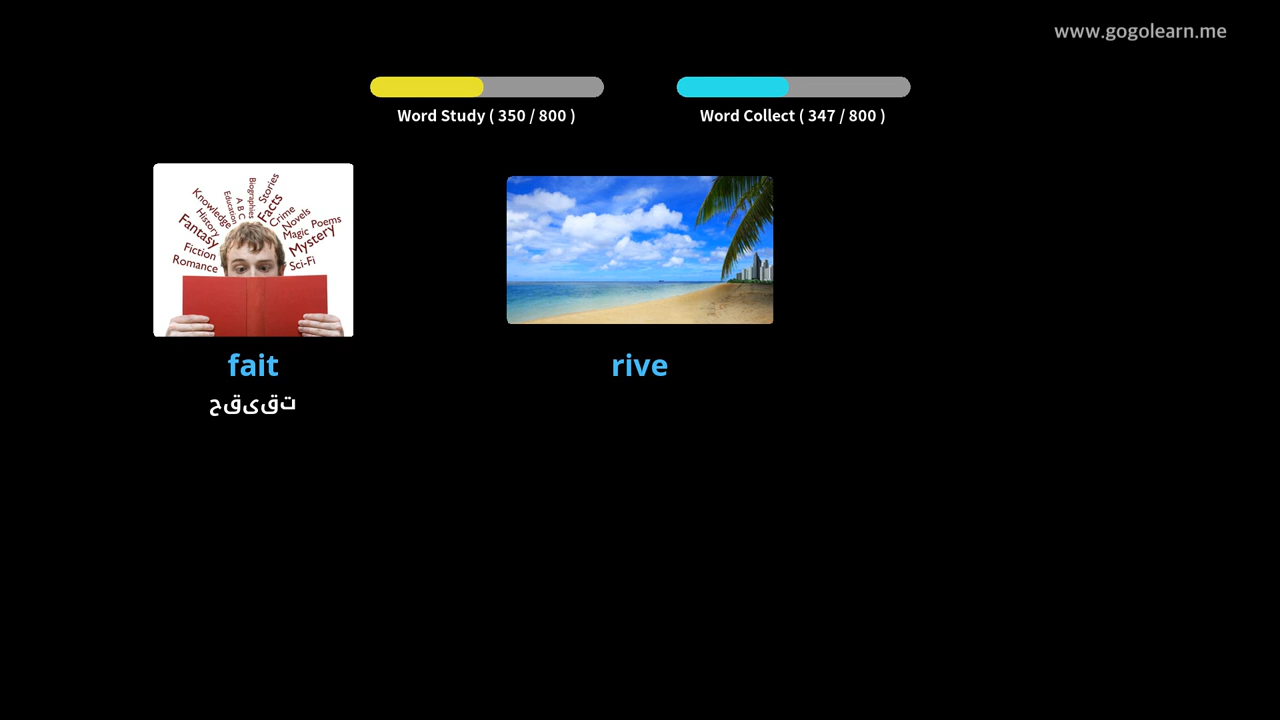 www.gogolearn.me
Word Study ( 350 / 800 )
Word Collect ( 347 / 800 )
Knowledge
History
Fantasy
Fiction
Romance
Education
A B C
Biographies
Stories
Facts
Crime
Novels
Magic
Poems
Mystery
Sci-Fi
fait
rive
تقیقح